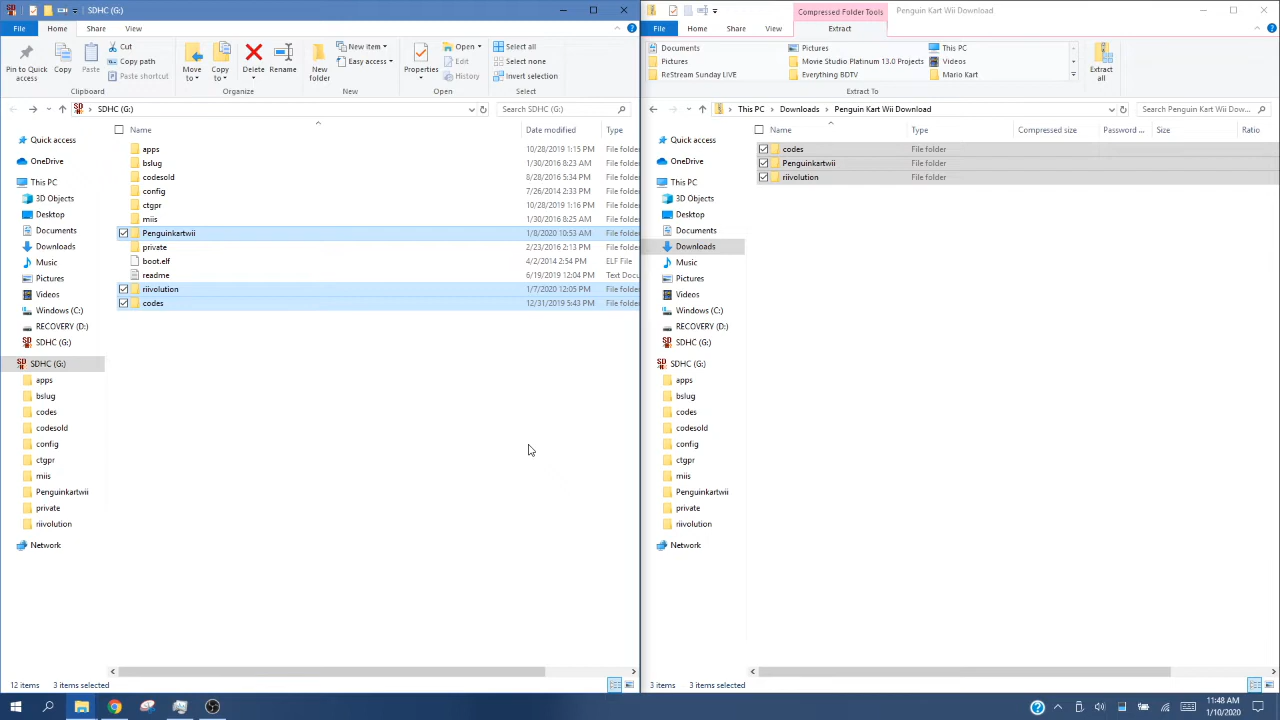 SDHC (G:)
File Home Share View
Pin to Quick access
Copy
Paste
Cut
Copy path
Paste shortcut
Move to
Copy to
Delete
Rename
Organize
New folder
New item
Easy access
New
Properties
Open
Edit
History
Open
Select all
Select none
Invert selection
Select
SDHC (G:)
Search SDHC (G:)
Name Date modified Type
apps 10/28/2019 1:15 PM File folder
bslug 1/30/2016 8:23 AM File folder
codesold 8/28/2016 5:34 PM File folder
config 7/26/2014 2:33 PM File folder
ctgpr 10/28/2019 1:16 PM File folder
miis 1/30/2016 8:25 AM File folder
Penguinkartwii 1/8/2020 10:53 AM File folder
private 2/23/2016 2:13 PM File folder
boot.elf 4/2/2014 2:54 PM ELF File
readme 6/19/2019 12:04 PM Text Docu
riivolution 1/7/2020 12:05 PM File folder
codes 12/31/2019 5:43 PM File folder
Quick access
OneDrive
This PC
3D Objects
Desktop
Documents
Downloads
Music
Pictures
Videos
Windows (C:)
RECOVERY (D:)
SDHC (G:)
SDHC (G:)
apps
bslug
codes
codesold
config
ctgpr
miis
Penguinkartwii
private
riivolution
Network
12 items 3 items selected
Compressed Folder Tools
Penguin Kart Wii Download
File Home Share View Extract
Documents Pictures This PC
Pictures Movie Studio Platinum 13.0 Projects Videos
ReStream Sunday LIVE Everything BDTV Mario Kart
Extract To
Extract all
This PC > Downloads > Penguin Kart Wii Download
Search Penguin Kart Wii Dow...
Name Type Compressed size Password ... Size Ratio
codes File folder
Penguinkartwii File folder
riivolution File folder
Quick access
OneDrive
This PC
3D Objects
Desktop
Documents
Downloads
Music
Pictures
Videos
Windows (C:)
RECOVERY (D:)
SDHC (G:)
SDHC (G:)
apps
bslug
codes
codesold
config
ctgpr
miis
Penguinkartwii
private
riivolution
Network
3 items 3 items selected
11:48 AM
1/10/2020